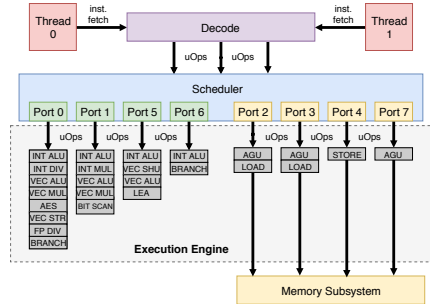 Thread
0
inst.
fetch
Decode
inst.
fetch
Thread
1
uOps
uOps
Scheduler
Port 0
Port 1
Port 5
Port 6
Port 2
Port 3
Port 4
Port 7
uOps
uOps
uOps
uOps
uOps
uOps
INT ALU
INT DIV
VEC ALU
VEC MUL
AES
VEC STR
FP DIV
BRANCH
INT ALU
INT MUL
VEC ALU
VEC MUL
BIT SCAN
INT ALU
VEC SHU
VEC ALU
LEA
INT ALU
BRANCH
AGU
LOAD
AGU
LOAD
STORE
AGU
Execution Engine
Memory Subsystem